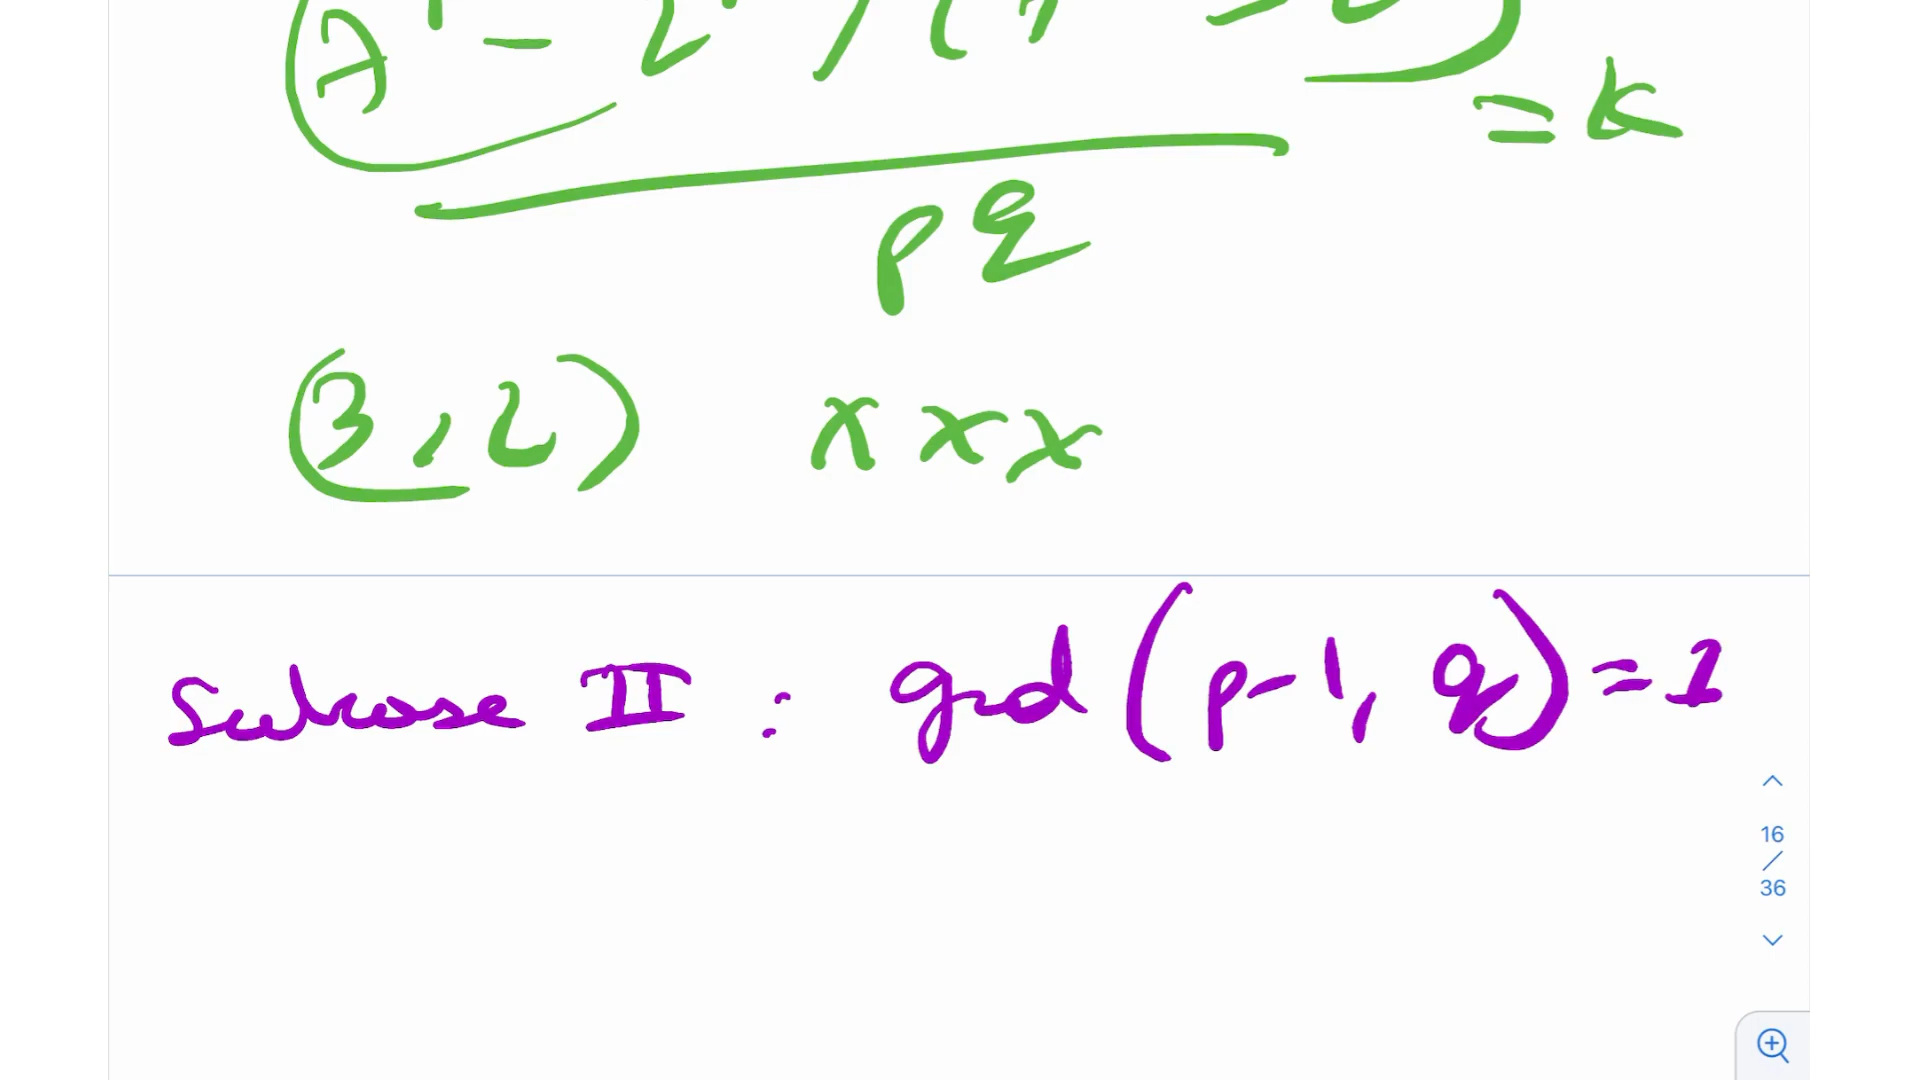 = k
pq
(3, 2) x x x
Subcase II : gcd (p-1, q) = 1
16
/
36